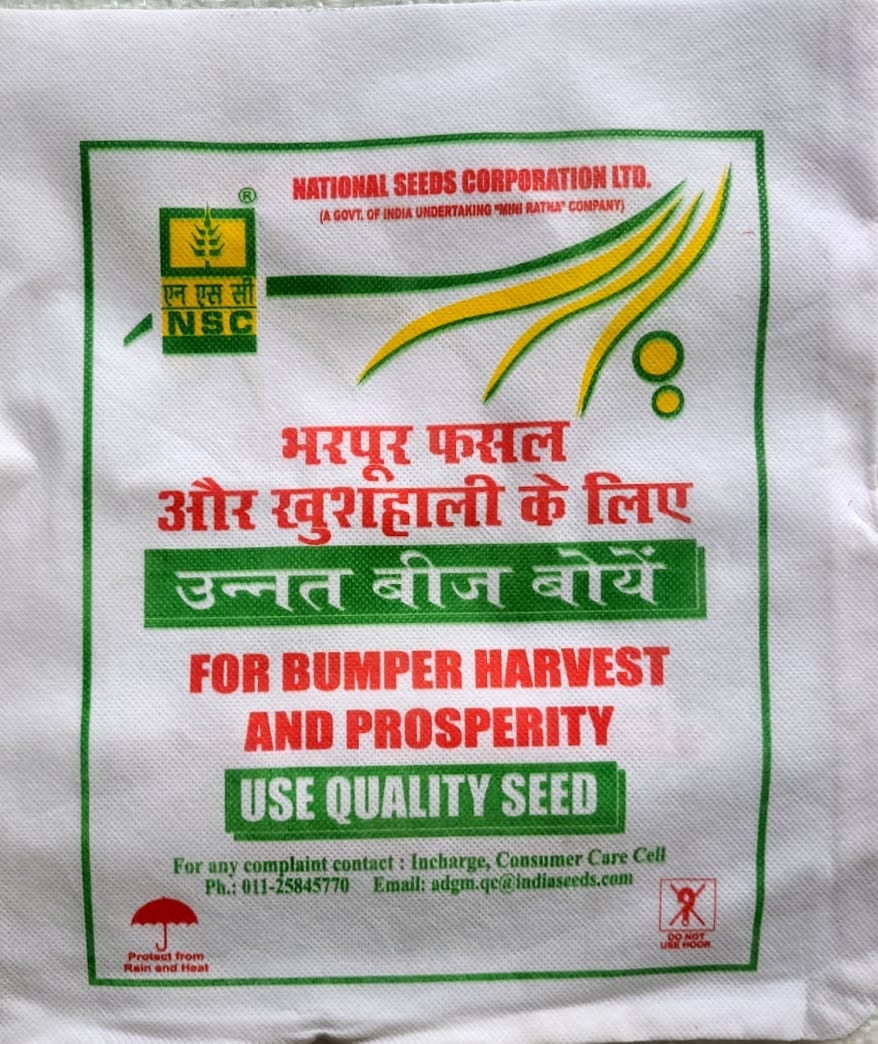 NATIONAL SEEDS CORPORATION LTD.
(A GOVT. OF INDIA UNDERTAKING "MINI RATNA" COMPANY)
®
एन एस सी
NSC
भरपूर फसल
और खुशहाली के लिए
उन्नत बीज बोयें
FOR BUMPER HARVEST
AND PROSPERITY
USE QUALITY SEED
For any complaint contact : Incharge, Consumer Care Cell
Ph.: 011-25845770 Email: adgm.qc@indiaseeds.com
Protect from
Rain and Heat
DO NOT
USE HOOK